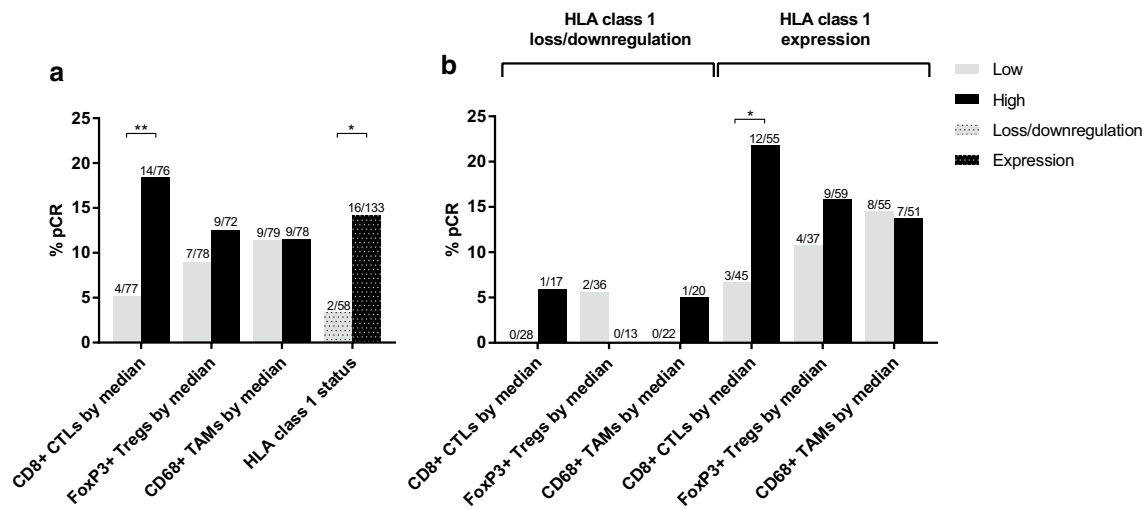 HLA class 1
loss/downregulation
HLA class 1
expression
a
b
Low
High
Loss/downregulation
Expression
% pCR
25
20
15
10
5
0
**
*
4/77
14/76
7/78
9/72
9/79
9/78
2/58
16/133
CD8+ CTLs by median
FoxP3+ Tregs by median
CD68+ TAMs by median
HLA class 1 status
% pCR
25
20
15
10
5
0
*
0/28
1/17
2/36
0/13
0/22
1/20
3/45
12/55
4/37
9/59
8/55
7/51
CD8+ CTLs by median
FoxP3+ Tregs by median
CD68+ TAMs by median
CD8+ CTLs by median
FoxP3+ Tregs by median
CD68+ TAMs by median